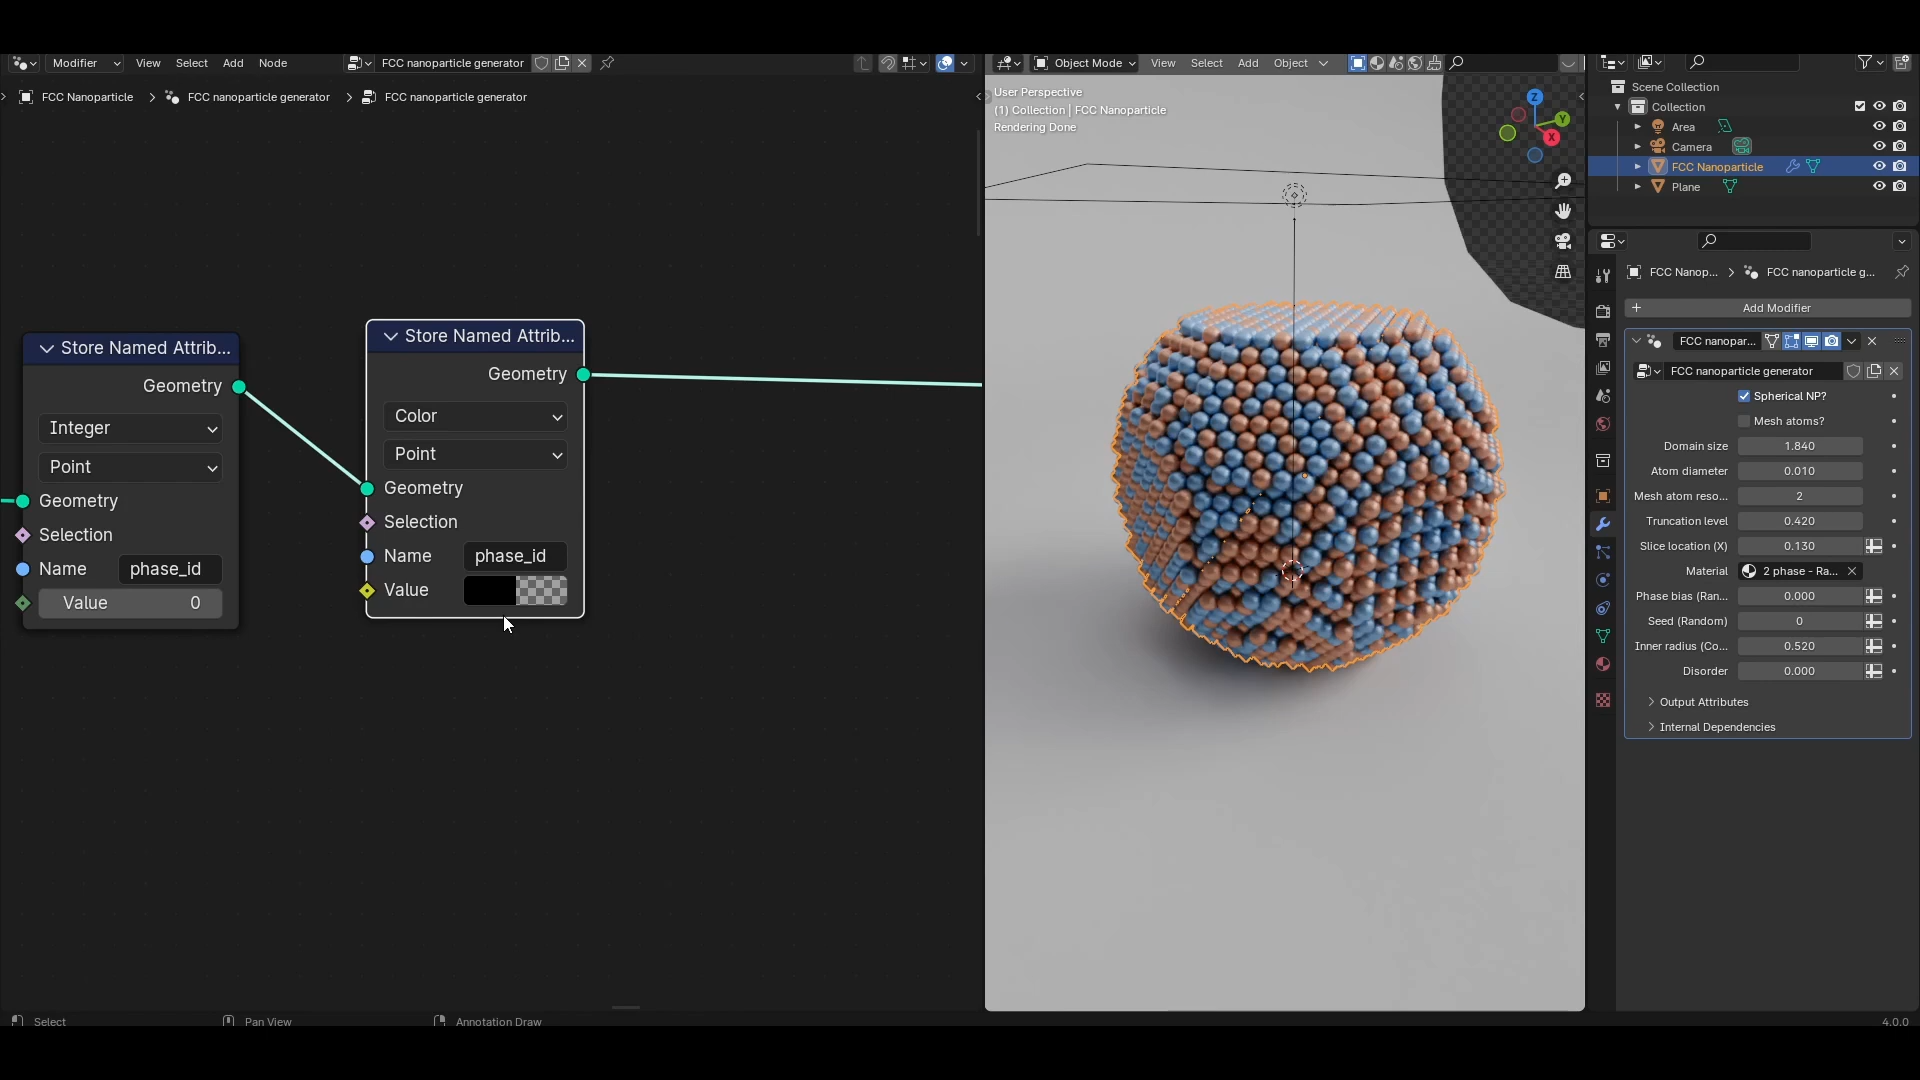 Modifier View Select Add Node FCC nanoparticle generator
FCC Nanoparticle FCC nanoparticle generator FCC nanoparticle generator
Store Named Attrib...
Geometry
Integer
Point
Geometry
Selection
Name phase_id
Value 0
Store Named Attrib...
Geometry
Color
Point
Geometry
Selection
Name phase_id
Value
Object Mode View Select Add Object
User Perspective
(1) Collection | FCC Nanoparticle
Rendering Done
Z
Y
X
Scene Collection
Collection
Area
Camera
FCC Nanoparticle
Plane
FCC Nanop... FCC nanoparticle g...
Add Modifier
FCC nanopar...
FCC nanoparticle generator
Spherical NP?
Mesh atoms?
Domain size 1.840
Atom diameter 0.010
Mesh atom reso... 2
Truncation level 0.420
Slice location (X) 0.130
Material 2 phase - Ra...
Phase bias (Ran... 0.000
Seed (Random) 0
Inner radius (Co... 0.520
Disorder 0.000
Output Attributes
Internal Dependencies
Select Pan View Annotation Draw 4.0.0